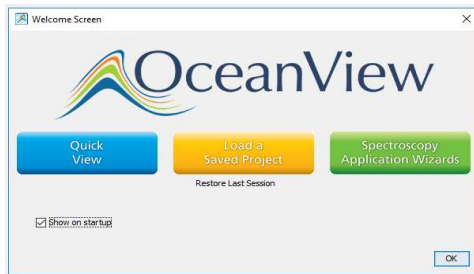 Welcome Screen
OceanView
Quick
View
Load a
Saved Project
Spectroscopy
Application Wizards
Restore Last Session
Show on startup
OK